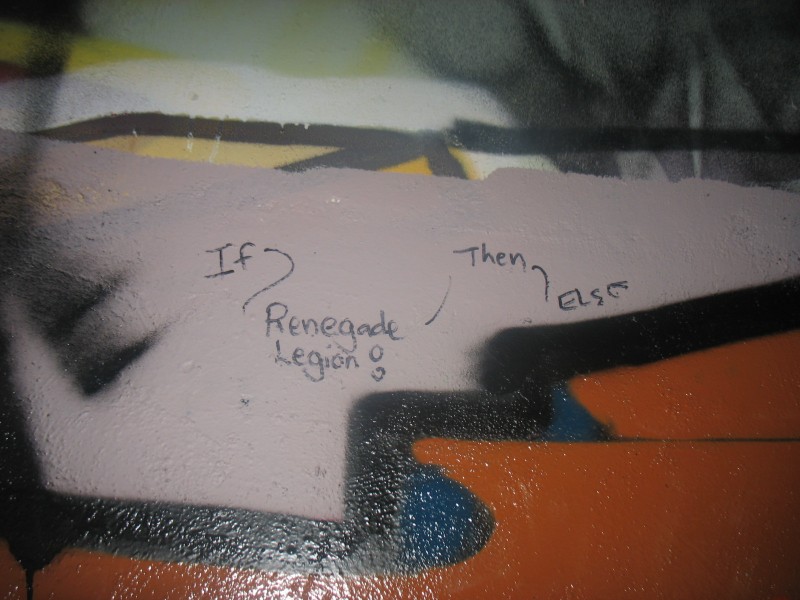 If
Then
ELSE
Renegade
Legion